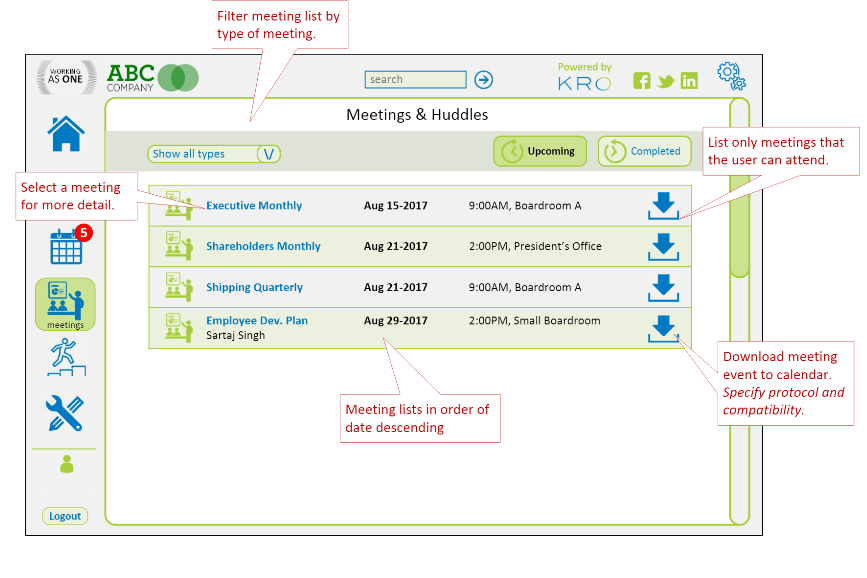 Filter meeting list by
type of meeting.
WORKING
AS ONE
ABC
COMPANY
search
Powered by
KRO
Meetings & Huddles
Show all types
V
Upcoming
Completed
List only meetings that
the user can attend.
Select a meeting
for more detail.
Executive Monthly Aug 15-2017 9:00AM, Boardroom A
5
Shareholders Monthly Aug 21-2017 2:00PM, President's Office
Shipping Quarterly Aug 21-2017 9:00AM, Boardroom A
meetings
Employee Dev. Plan Aug 29-2017 2:00PM, Small Boardroom
Sartaj Singh
Download meeting
event to calendar.
Specify protocol and
compatibility.
Meeting lists in order of
date descending
Logout